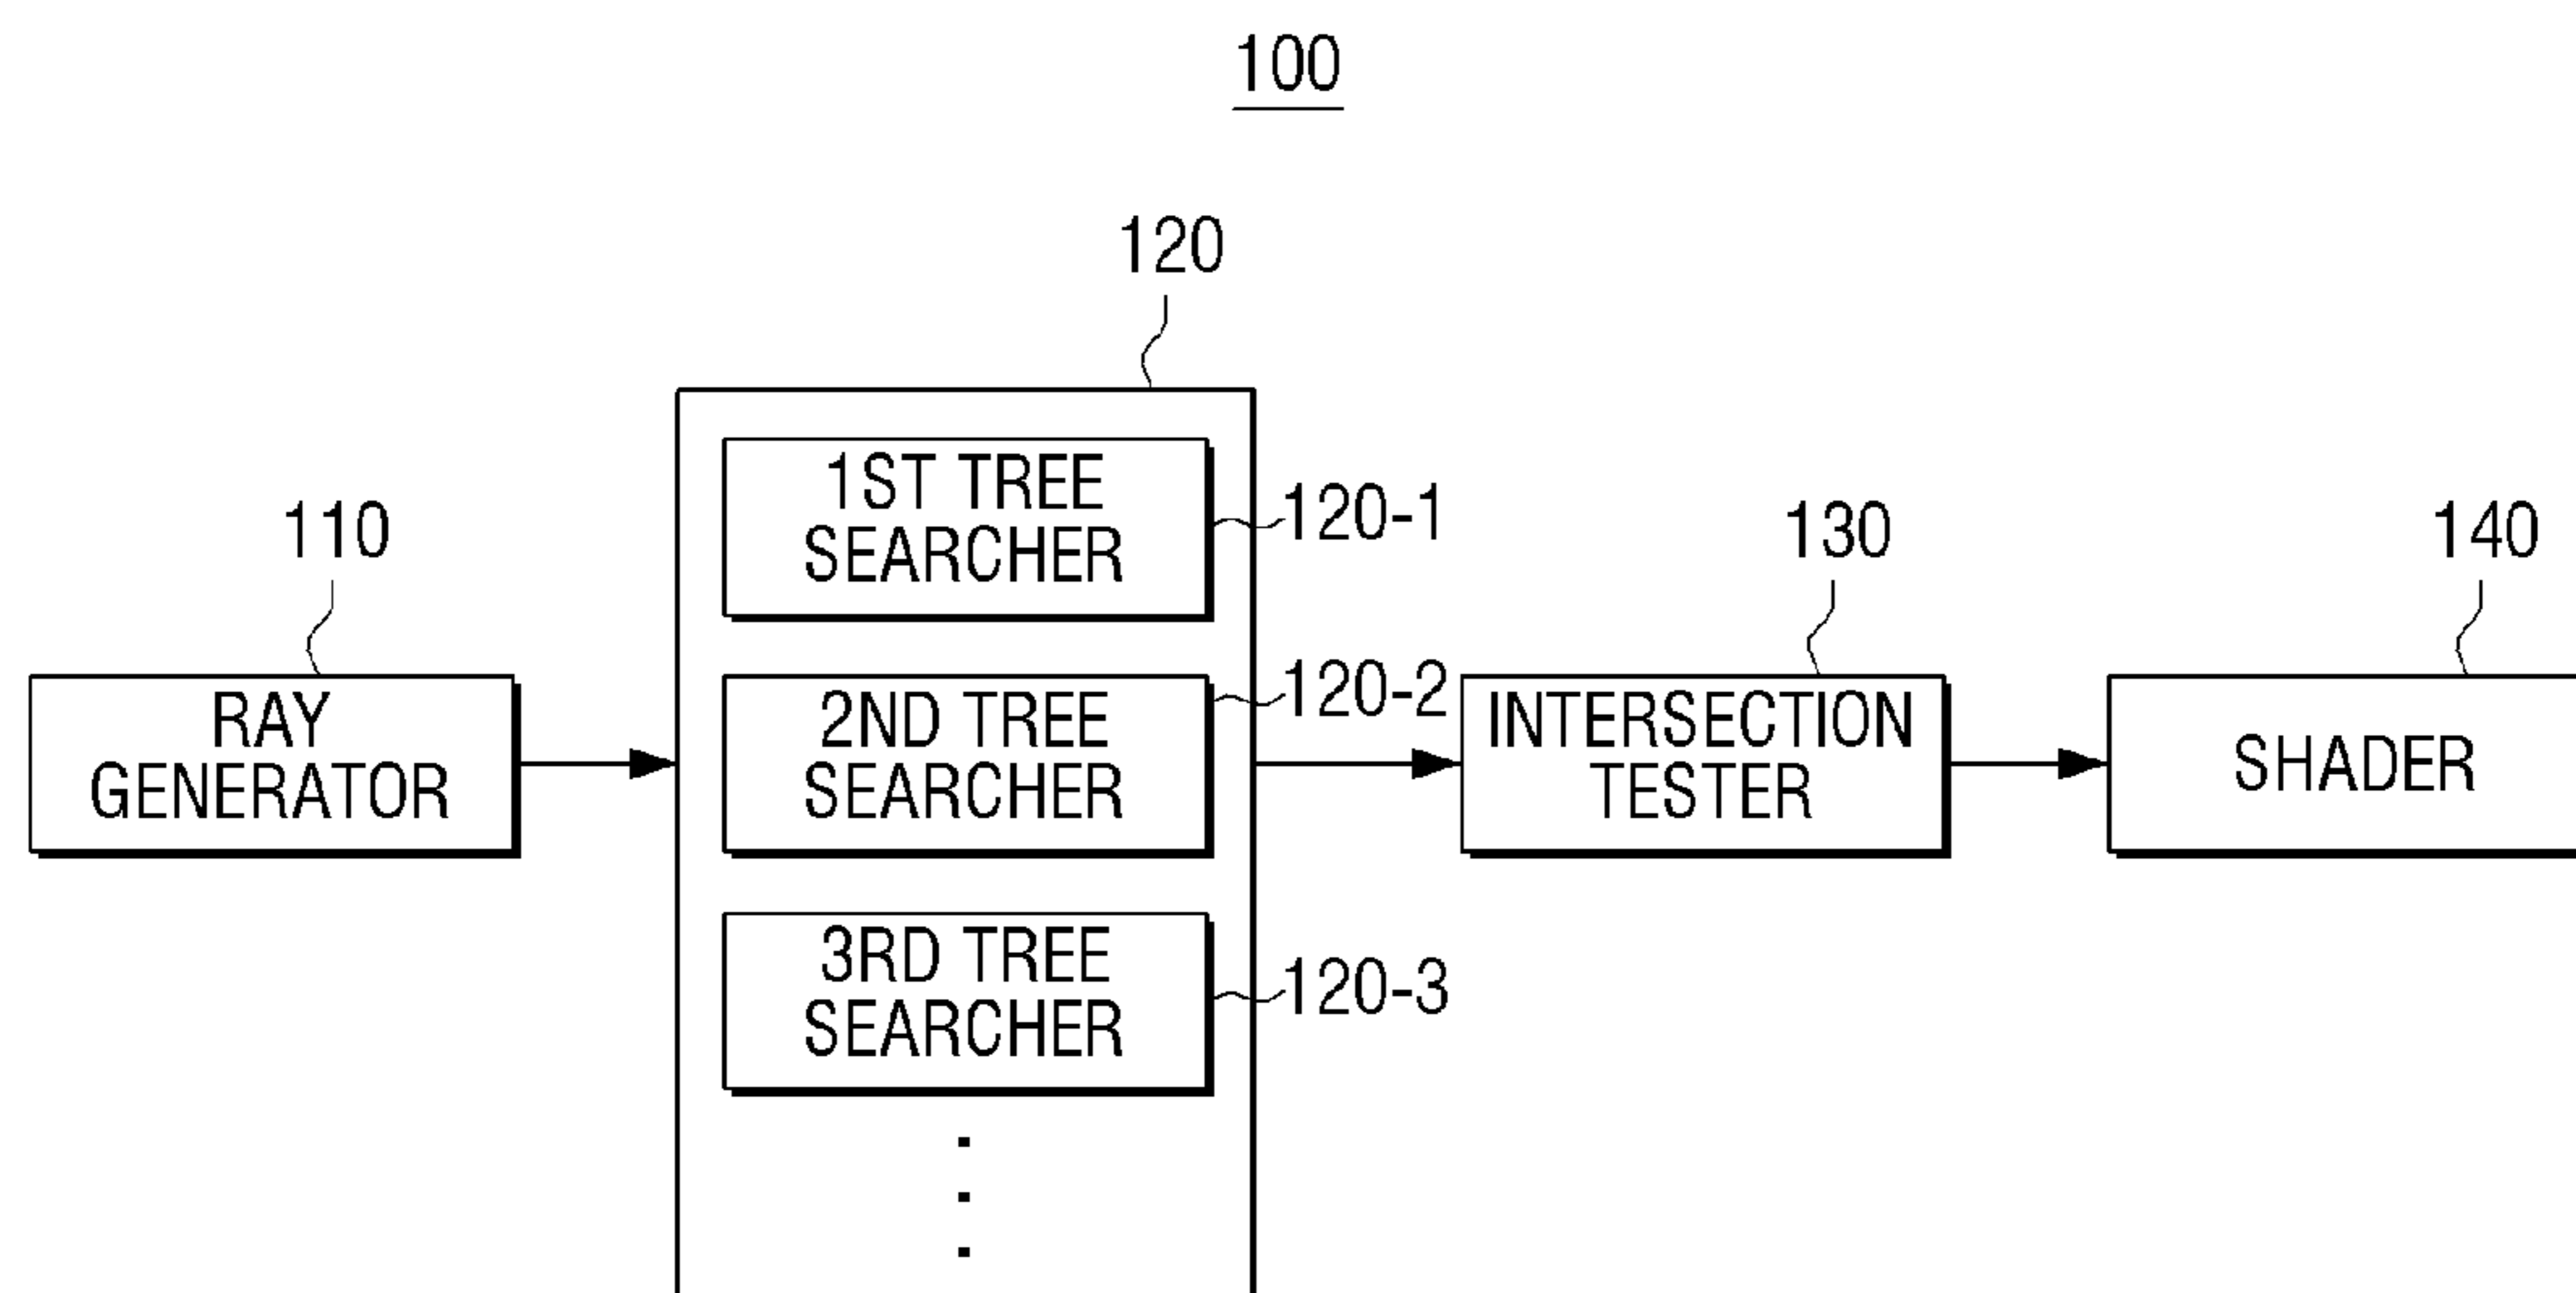 100
120
1ST TREE
SEARCHER
120-1
110
130
140
RAY
GENERATOR
2ND TREE
SEARCHER
120-2
INTERSECTION
TESTER
SHADER
3RD TREE
SEARCHER
120-3